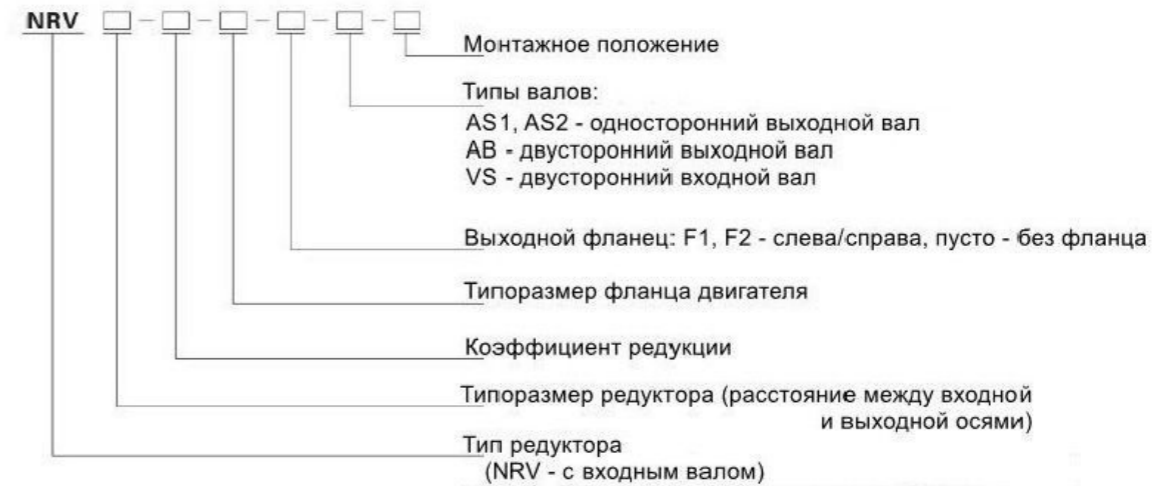 NRV - - - - -
Монтажное положение
Типы валов:
AS1, AS2 - односторонний выходной вал
AB - двусторонний выходной вал
VS - двусторонний входной вал
Выходной фланец: F1, F2 - слева/справа, пусто - без фланца
Типоразмер фланца двигателя
Коэффициент редукции
Типоразмер редуктора (расстояние между входной
и выходной осями)
Тип редуктора
(NRV - с входным валом)